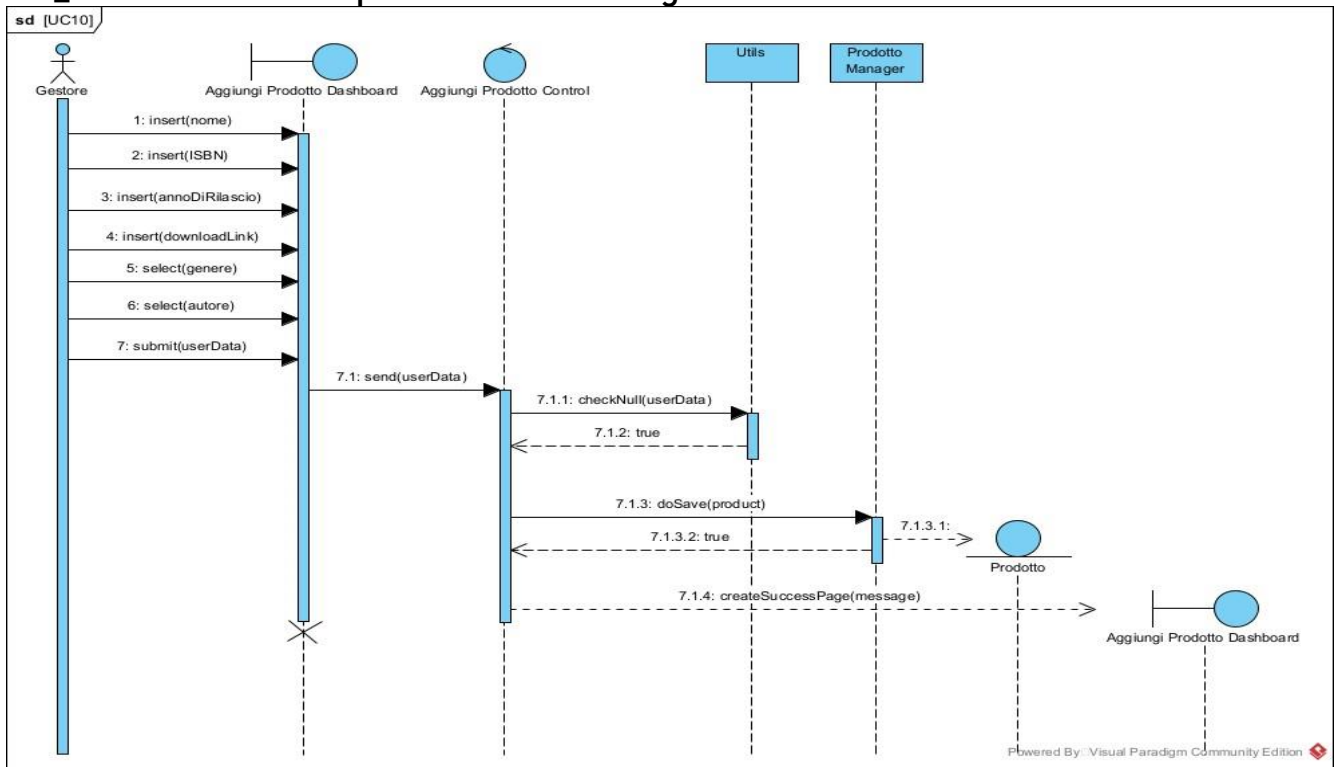 sd [UC10]
Utils
Prodotto
Manager
Gestore
Aggiungi Prodotto Dashboard
Aggiungi Prodotto Control
1: insert(nome)
2: insert(ISBN)
3: insert(annoDiRilascio)
4: insert(downloadLink)
5: select(genere)
6: select(autore)
7: submit(userData)
7.1: send(userData)
7.1.1: checkNull(userData)
7.1.2: true
7.1.3: doSave(product)
7.1.3.1:
7.1.3.2: true
Prodotto
7.1.4: createSuccessPage(message)
Aggiungi Prodotto Dashboard
Powered By Visual Paradigm Community Edition